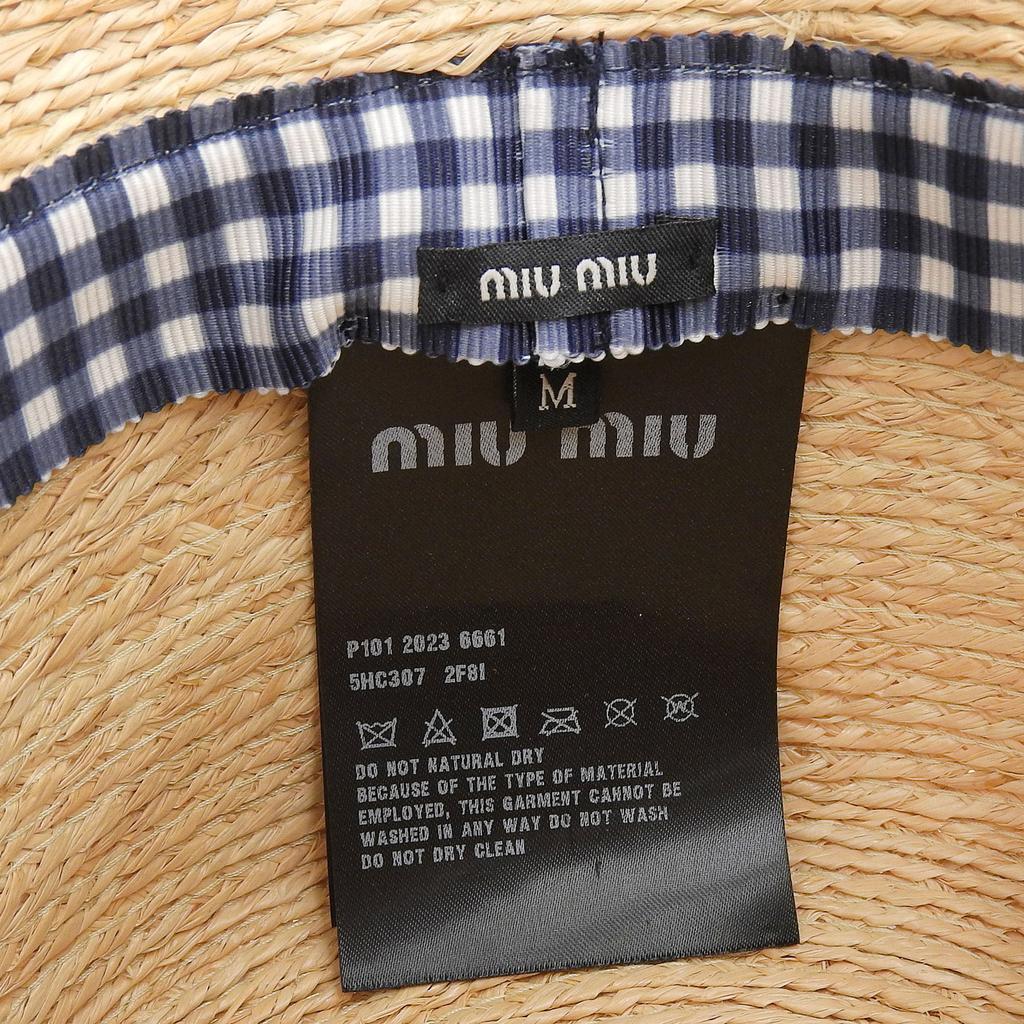 miu miu
M
miu miu
P101 2023 6661
5HC307 2F8I
DO NOT NATURAL DRY
BECAUSE OF THE TYPE OF MATERIAL
EMPLOYED, THIS GARMENT CANNOT BE
WASHED IN ANY WAY DO NOT WASH
DO NOT DRY CLEAN